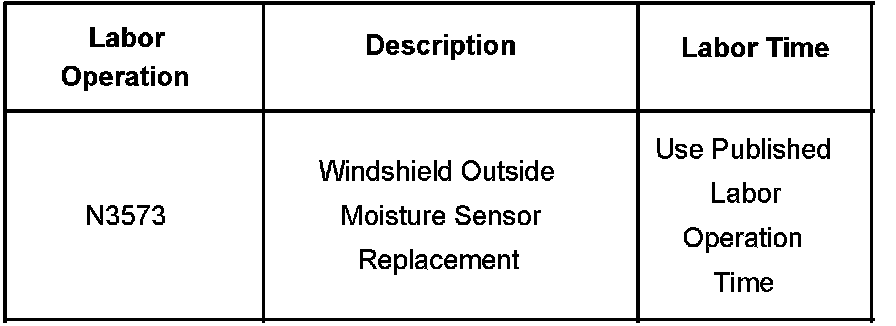 Labor
Operation
Description
Labor Time
N3573
Windshield Outside
Moisture Sensor
Replacement
Use Published
Labor
Operation
Time